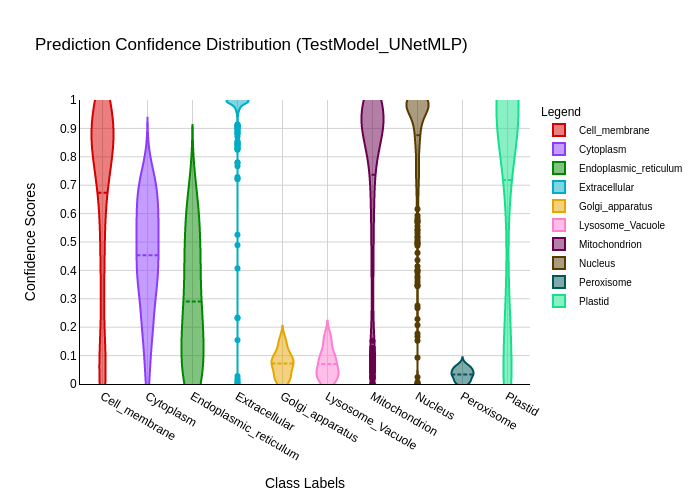 Prediction Confidence Distribution (TestModel_UNetMLP)
Legend
Cell_membrane
Cytoplasm
Endoplasmic_reticulum
Extracellular
Golgi_apparatus
Lysosome_Vacuole
Mitochondrion
Nucleus
Peroxisome
Plastid
Confidence Scores
1
0.9
0.8
0.7
0.6
0.5
0.4
0.3
0.2
0.1
0
Cell_membrane
Cytoplasm
Endoplasmic_reticulum
Extracellular
Golgi_apparatus
Lysosome_Vacuole
Mitochondrion
Nucleus
Peroxisome
Plastid
Class Labels